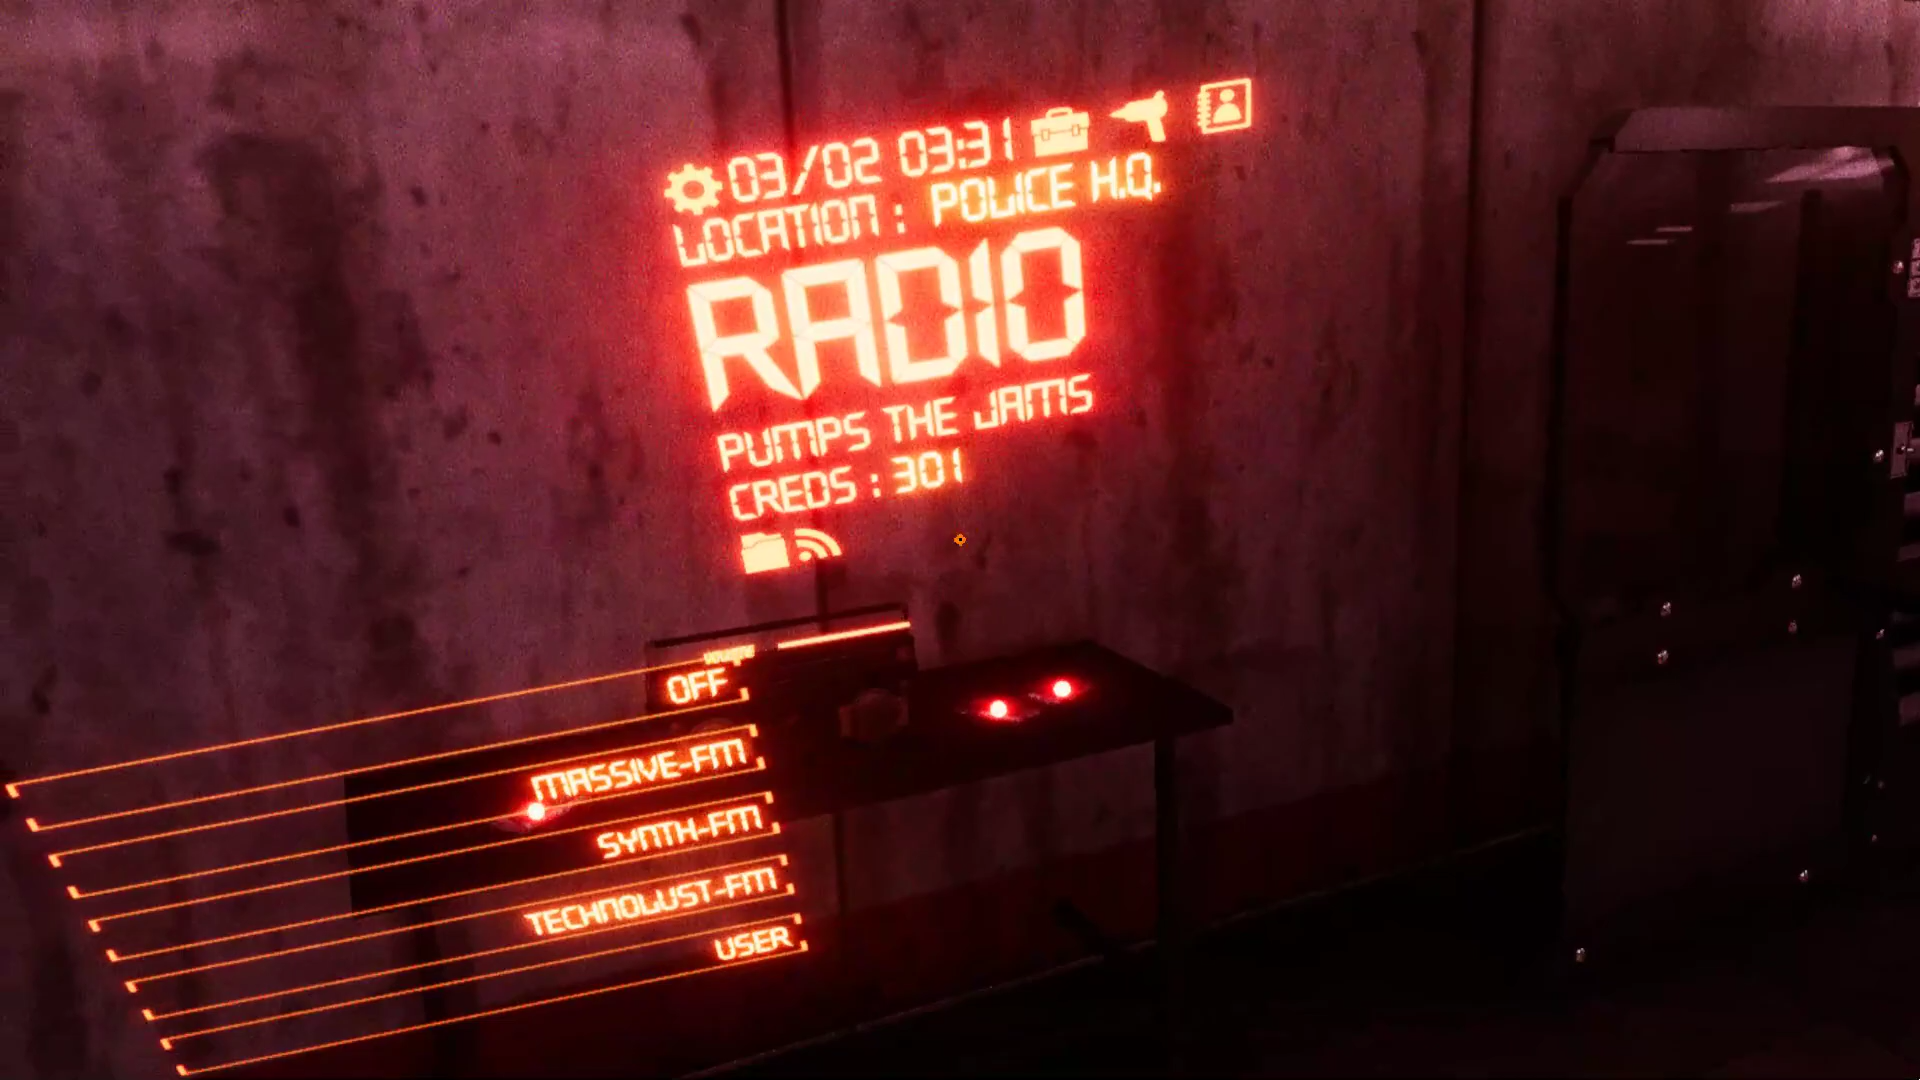 03/02 03:31
LOCATION : POLICE H.Q.
RADIO
PUMPS THE JAMS
CREDS : 301
OFF
MASSIVE-FM
SYNTH-FM
TECHNOLUST-FM
USER